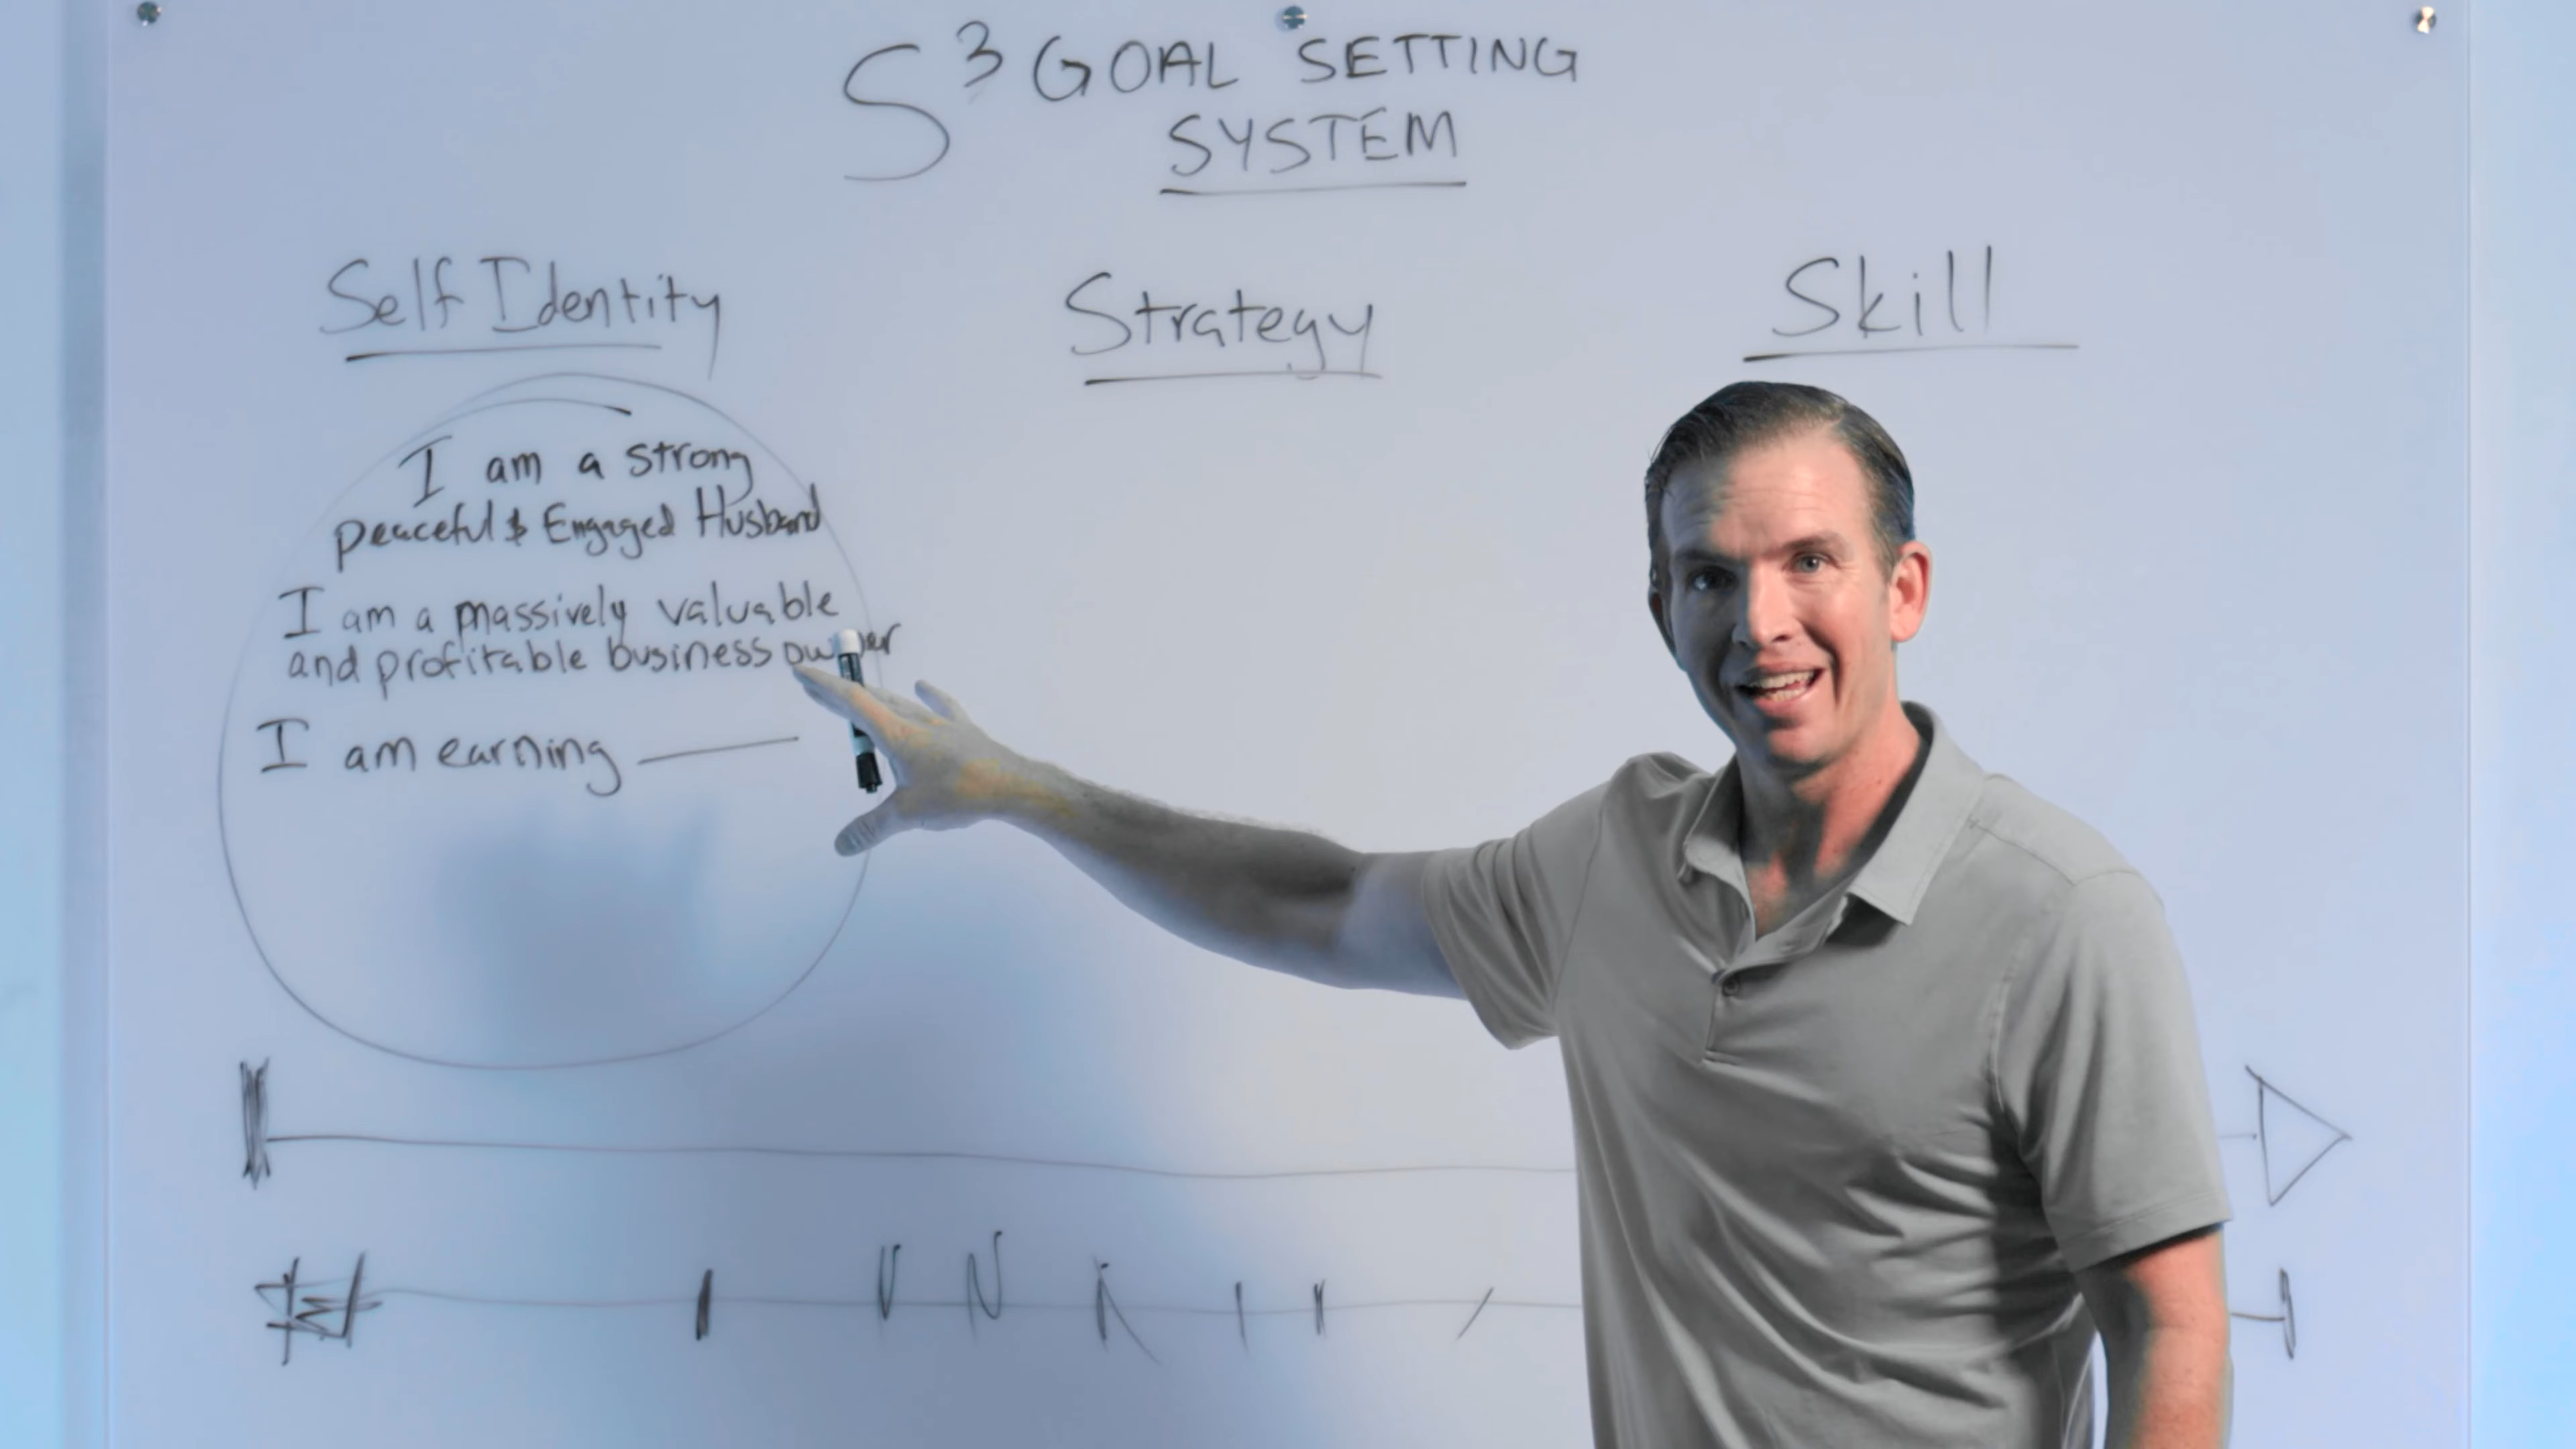 S³ GOAL SETTING
SYSTEM
Self Identity
Strategy
Skill
I am a strong
peaceful & Engaged Husband
I am a massively valuable
and profitable business owner
I am earning